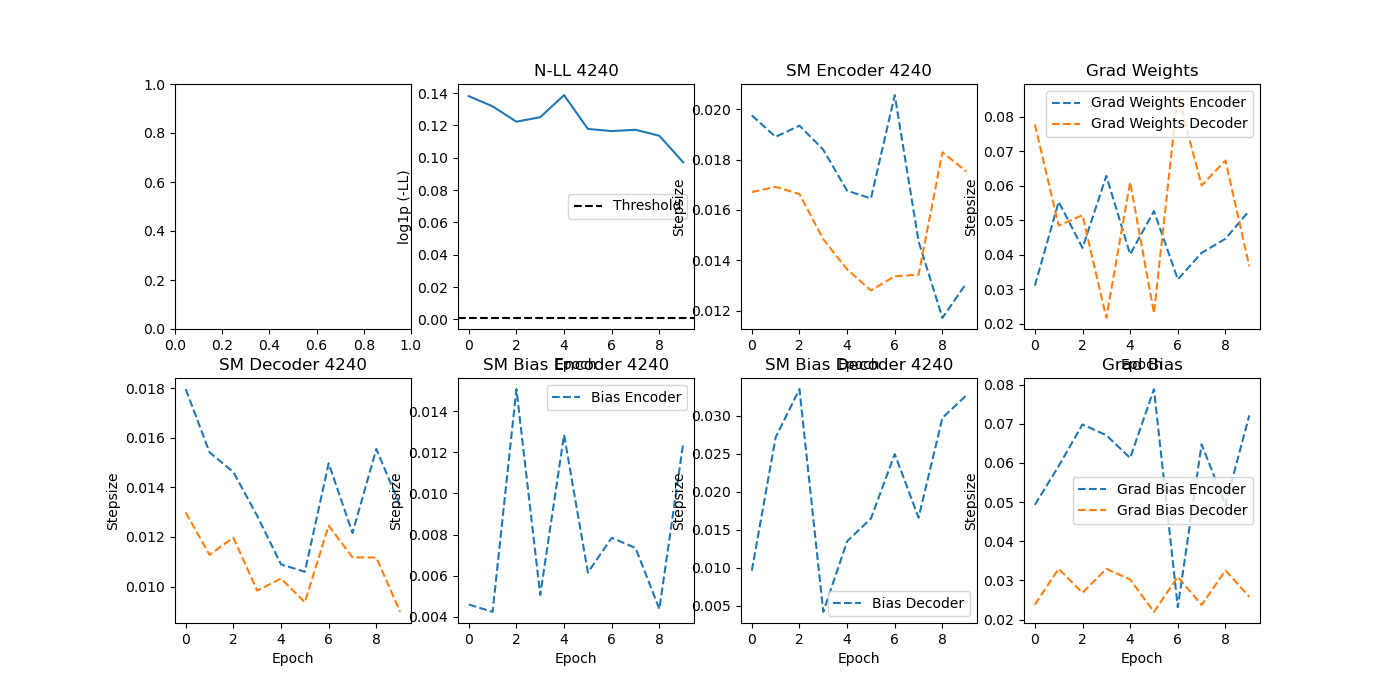 N-LL 4240
SM Encoder 4240
Grad Weights
1.0
0.8
0.6
0.4
0.2
0.0
0.0 0.2 0.4 0.6 0.8 1.0
log1p (-LL)
0.14
0.12
0.10
0.08
0.06
0.04
0.02
0.00
Threshold
0 2 4 6 8
Epoch
Stepsize
0.020
0.018
0.016
0.014
0.012
0 2 4 6 8
Epoch
Stepsize
0.08
0.07
0.06
0.05
0.04
0.03
0.02
Grad Weights Encoder
Grad Weights Decoder
0 2 4 6 8
Epoch
SM Decoder 4240
SM Bias Encoder 4240
SM Bias Decoder 4240
Grad Bias
Stepsize
0.018
0.016
0.014
0.012
0.010
0 2 4 6 8
Epoch
Stepsize
0.014
0.012
0.010
0.008
0.006
0.004
Bias Encoder
0 2 4 6 8
Epoch
Stepsize
0.030
0.025
0.020
0.015
0.010
0.005
Bias Decoder
0 2 4 6 8
Epoch
Stepsize
0.08
0.07
0.06
0.05
0.04
0.03
0.02
Grad Bias Encoder
Grad Bias Decoder
0 2 4 6 8
Epoch